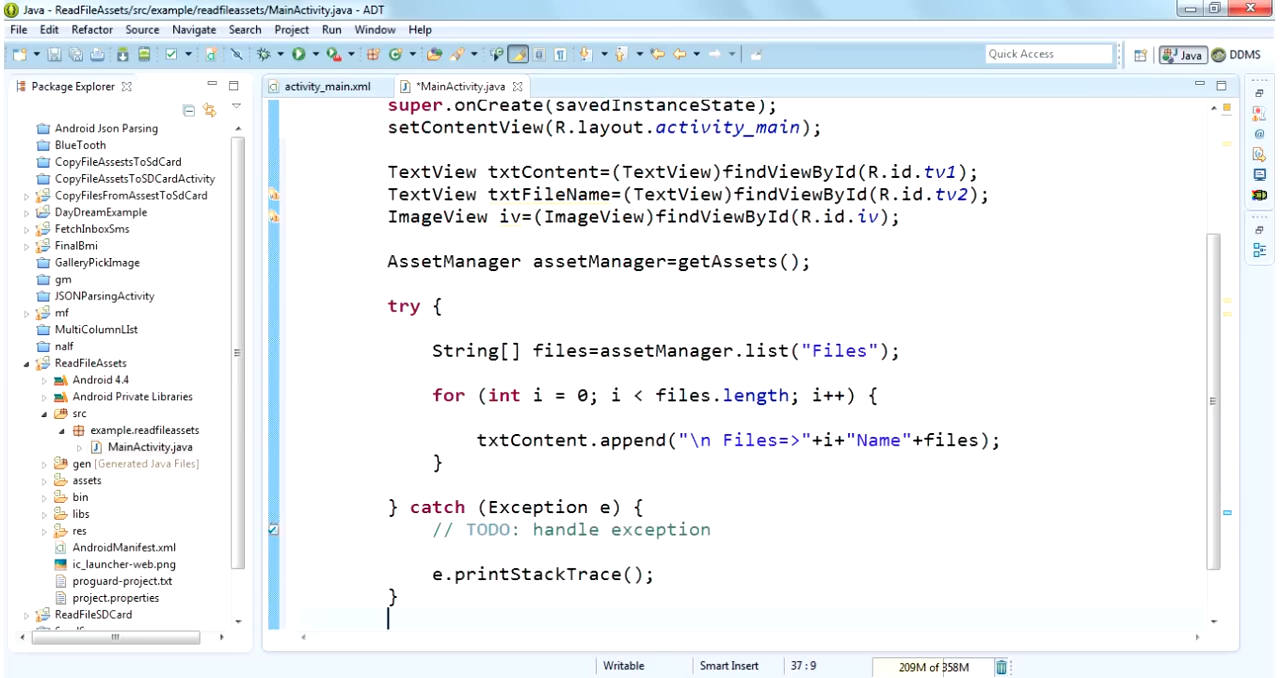 Java - ReadFileAssets/src/example/readfileassets/MainActivity.java - ADT
File Edit Refactor Source Navigate Search Project Run Window Help
Quick Access
Java
DDMS
Package Explorer
Android Json Parsing
BlueTooth
CopyFileAssestsToSdCard
CopyFileAssetsToSDCardActivity
CopyFilesFromAssestToSdCard
DayDreamExample
FetchInboxSms
FinalBmi
GalleryPickImage
gm
JSONParsingActivity
mf
MultiColumnLIst
nalf
ReadFileAssets
Android 4.4
Android Private Libraries
src
example.readfileassets
MainActivity.java
gen [Generated Java Files]
assets
bin
libs
res
AndroidManifest.xml
ic_launcher-web.png
proguard-project.txt
project.properties
ReadFileSDCard
activity_main.xml
*MainActivity.java
super.onCreate(savedInstanceState);
setContentView(R.layout.activity_main);
TextView txtContent=(TextView)findViewById(R.id.tv1);
TextView txtFileName=(TextView)findViewById(R.id.tv2);
ImageView iv=(ImageView)findViewById(R.id.iv);
AssetManager assetManager=getAssets();
try {
String[] files=assetManager.list("Files");
for (int i = 0; i < files.length; i++) {
txtContent.append("\n Files=>"+i+"Name"+files);
}
} catch (Exception e) {
// TODO: handle exception
e.printStackTrace();
}
Writable
Smart Insert
37 : 9
209M of 358M